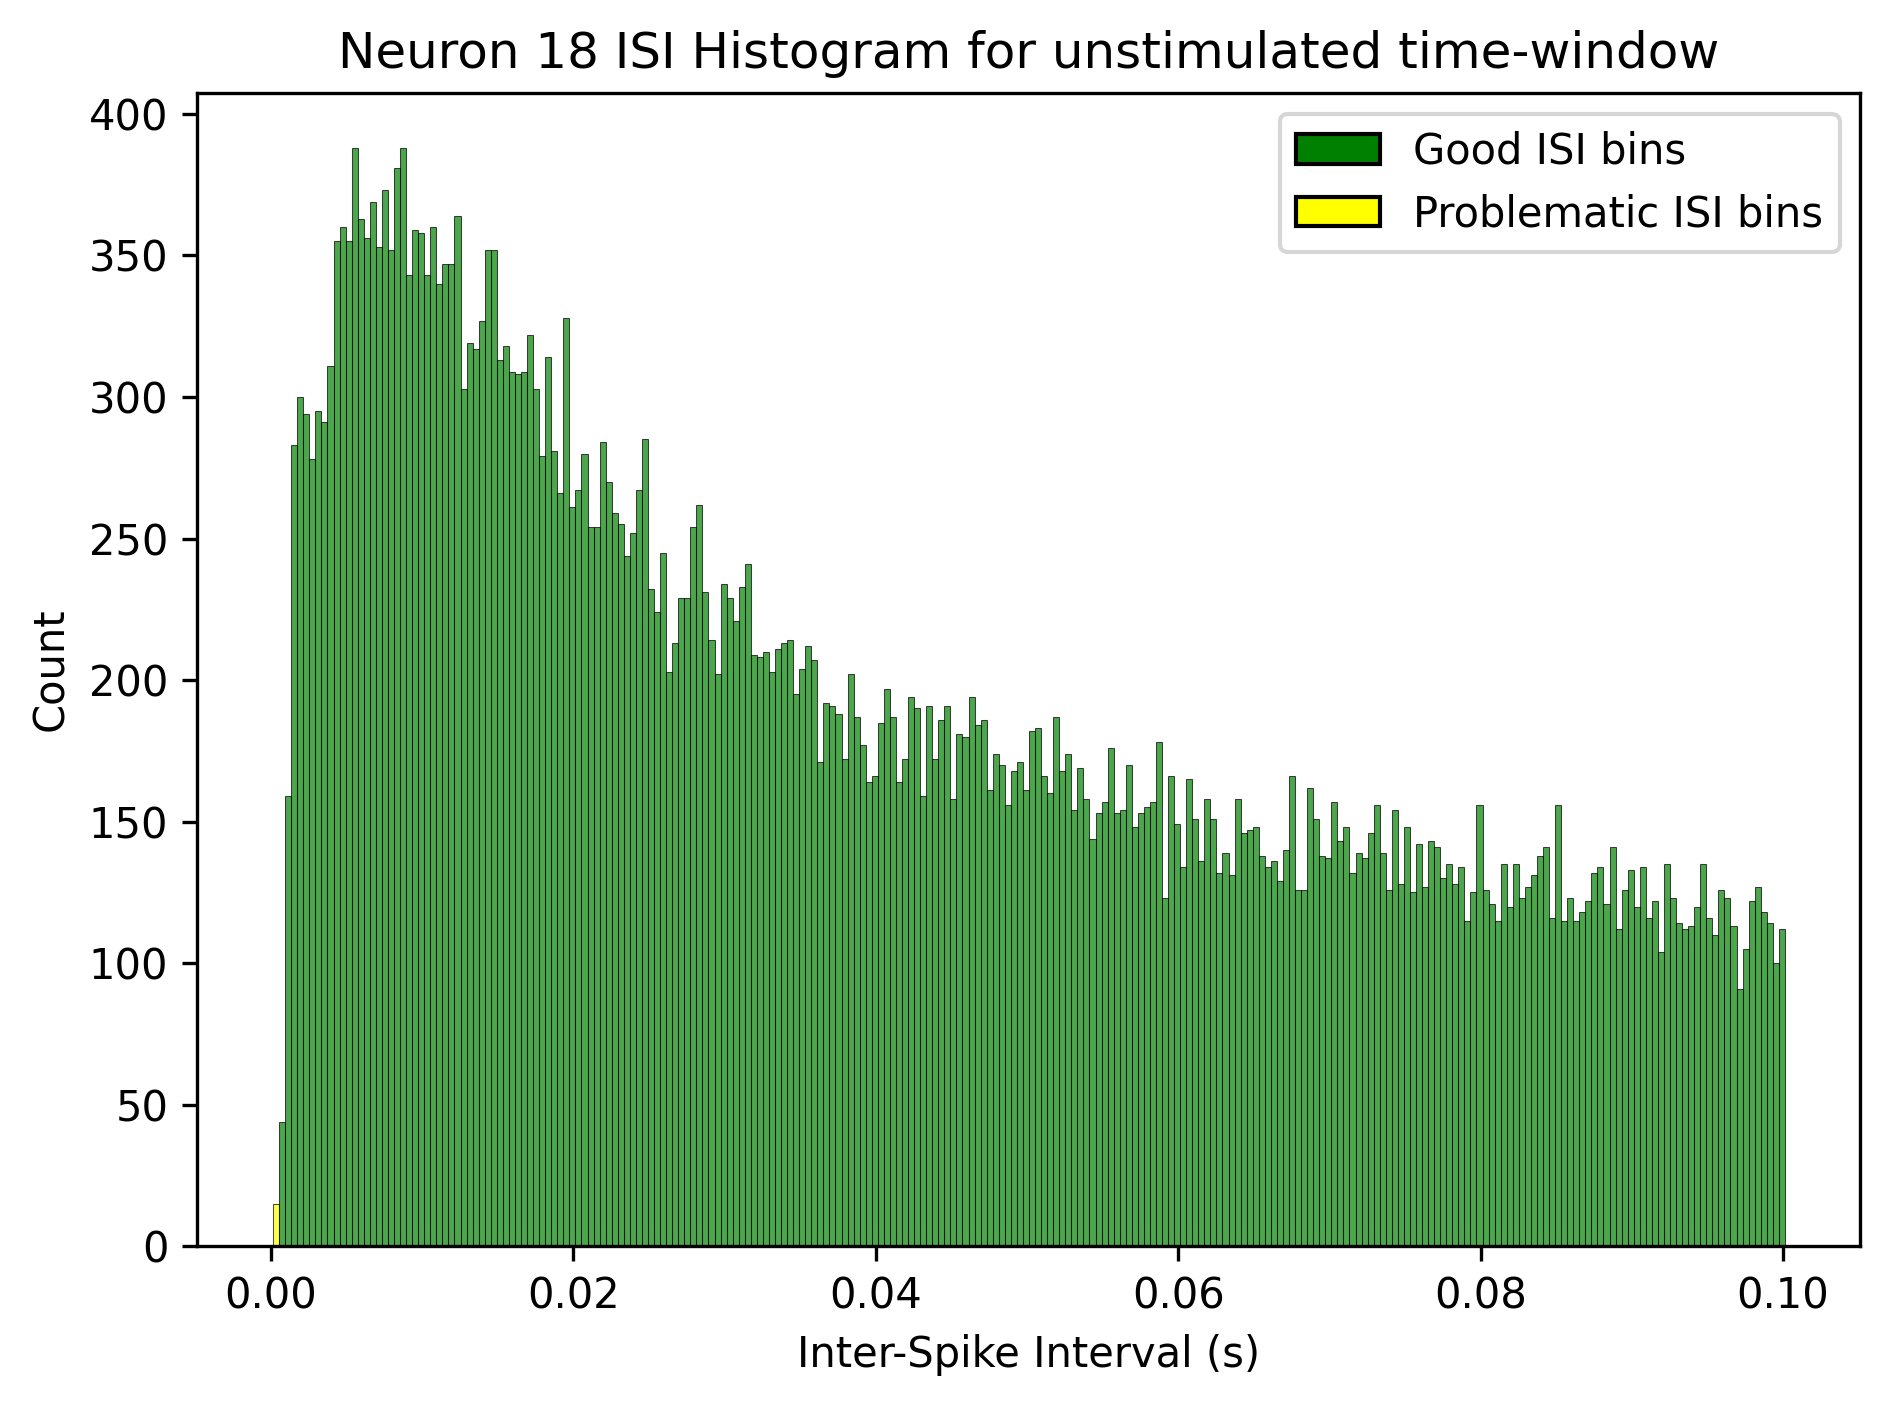 Neuron 18 ISI Histogram for unstimulated time-window
Good ISI bins
Problematic ISI bins
400
350
300
250
200
150
100
50
0
Count
0.00 0.02 0.04 0.06 0.08 0.10
Inter-Spike Interval (s)